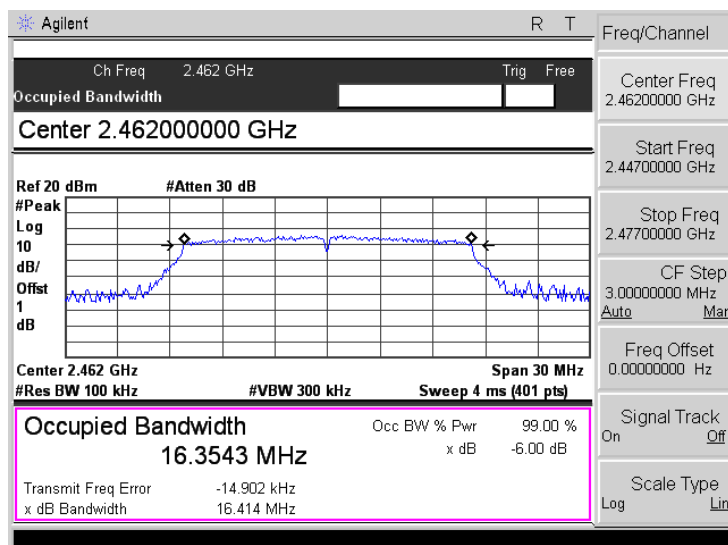 Agilent R T
Freq/Channel
Ch Freq 2.462 GHz Trig Free
Occupied Bandwidth
Center 2.462000000 GHz
Ref 20 dBm #Atten 30 dB
#Peak
Log
10
dB/
Offst
1
dB
Center 2.462 GHz Span 30 MHz
#Res BW 100 kHz #VBW 300 kHz Sweep 4 ms (401 pts)
Occupied Bandwidth
16.3543 MHz
Occ BW % Pwr 99.00 %
x dB -6.00 dB
Transmit Freq Error -14.902 kHz
x dB Bandwidth 16.414 MHz
Center Freq
2.46200000 GHz
Start Freq
2.44700000 GHz
Stop Freq
2.47700000 GHz
CF Step
3.00000000 MHz
Auto Man
Freq Offset
0.00000000 Hz
Signal Track
On Off
Scale Type
Log Lin